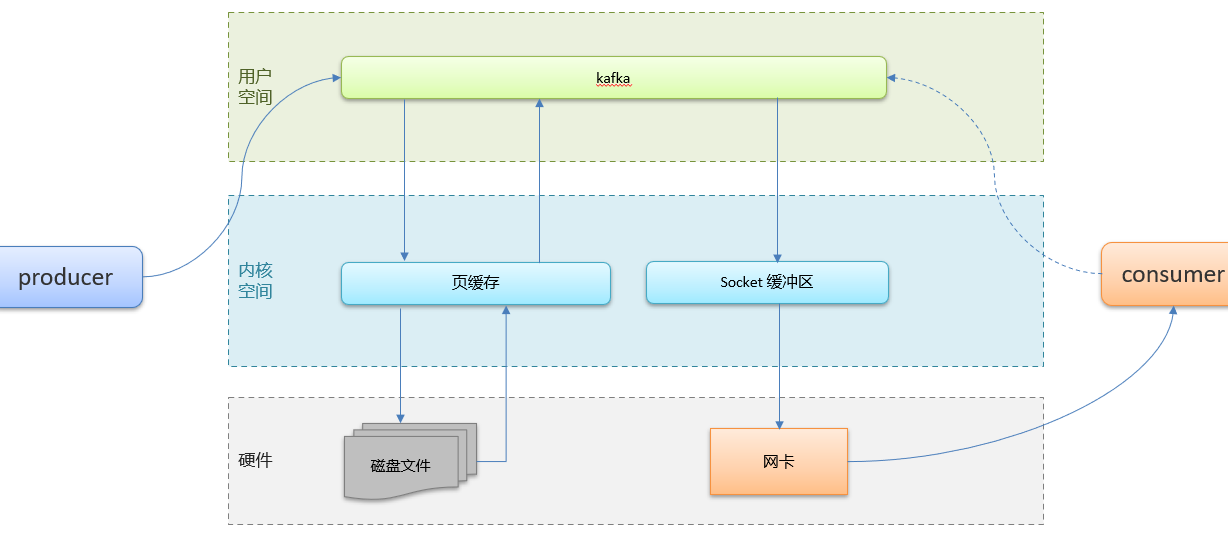 用户
空间
kafka
producer
内核
空间
页缓存
Socket 缓冲区
consumer
硬件
磁盘文件
网卡